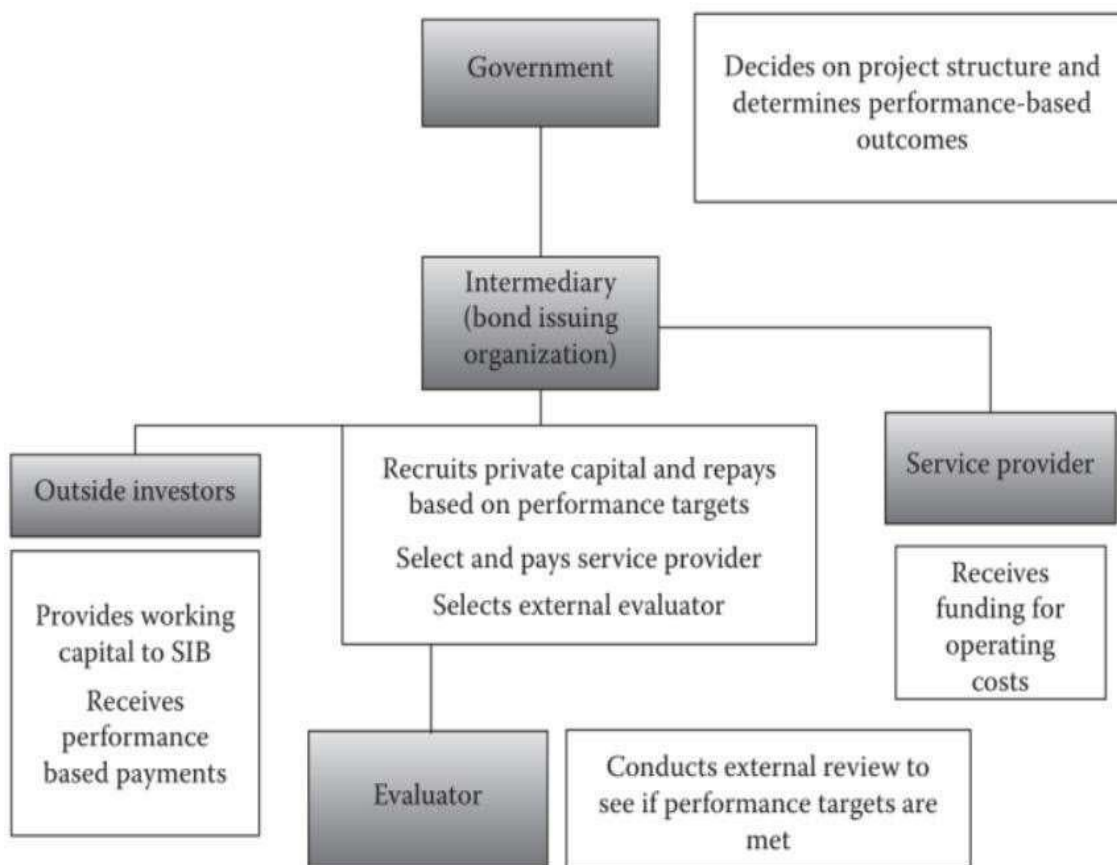 Government
Decides on project structure and
determines performance-based
outcomes
Intermediary
(bond issuing
organization)
Outside investors
Recruits private capital and repays
based on performance targets
Select and pays service provider
Selects external evaluator
Service provider
Provides working
capital to SIB
Receives
performance
based payments
Receives
funding for
operating
costs
Evaluator
Conducts external review to
see if performance targets are
met